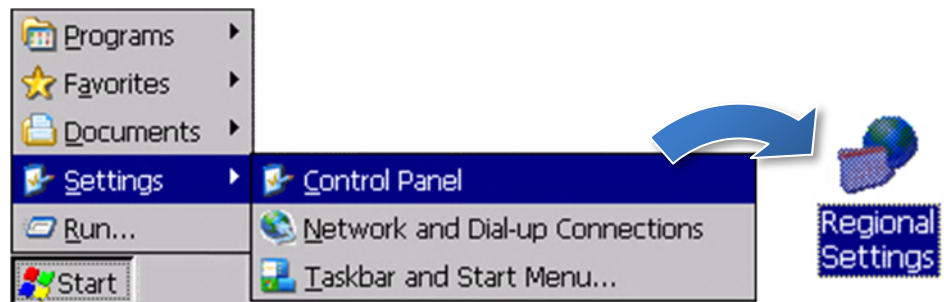 Programs
Favorites
Documents
Settings
Run...
Start
Control Panel
Network and Dial-up Connections
Taskbar and Start Menu...
Regional
Settings